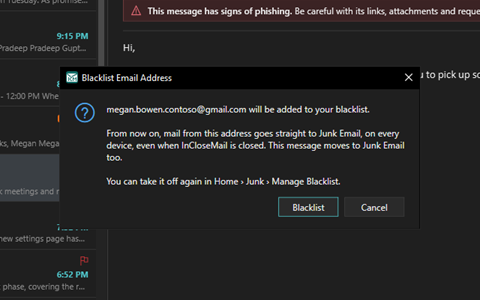 Tuesday. As promise...
This message has signs of phishing. Be careful with its links, attachments and reque
9:15 PM
Pradeep Pradeep Gupt...
Hi,
u to pick up sc
Blacklist Email Address
- 12:00 PM Whe
megan.bowen.contoso@gmail.com will be added to your blacklist.
ks, Megan Mega
From now on, mail from this address goes straight to Junk Email, on every
device, even when InCloseMail is closed. This message moves to Junk Email
too.
k meetings and r
You can take it off again in Home › Junk › Manage Blacklist.
Blacklist
Cancel
new settings page has...
6:52 PM
phase, covering the r...